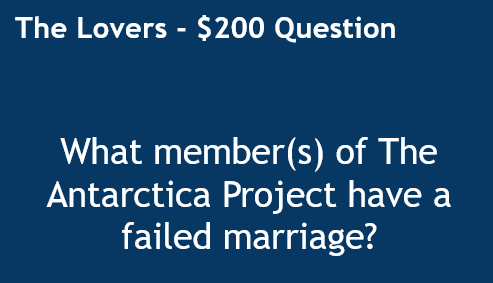 The Lovers - $200 Question
What member(s) of The
Antarctica Project have a
failed marriage?